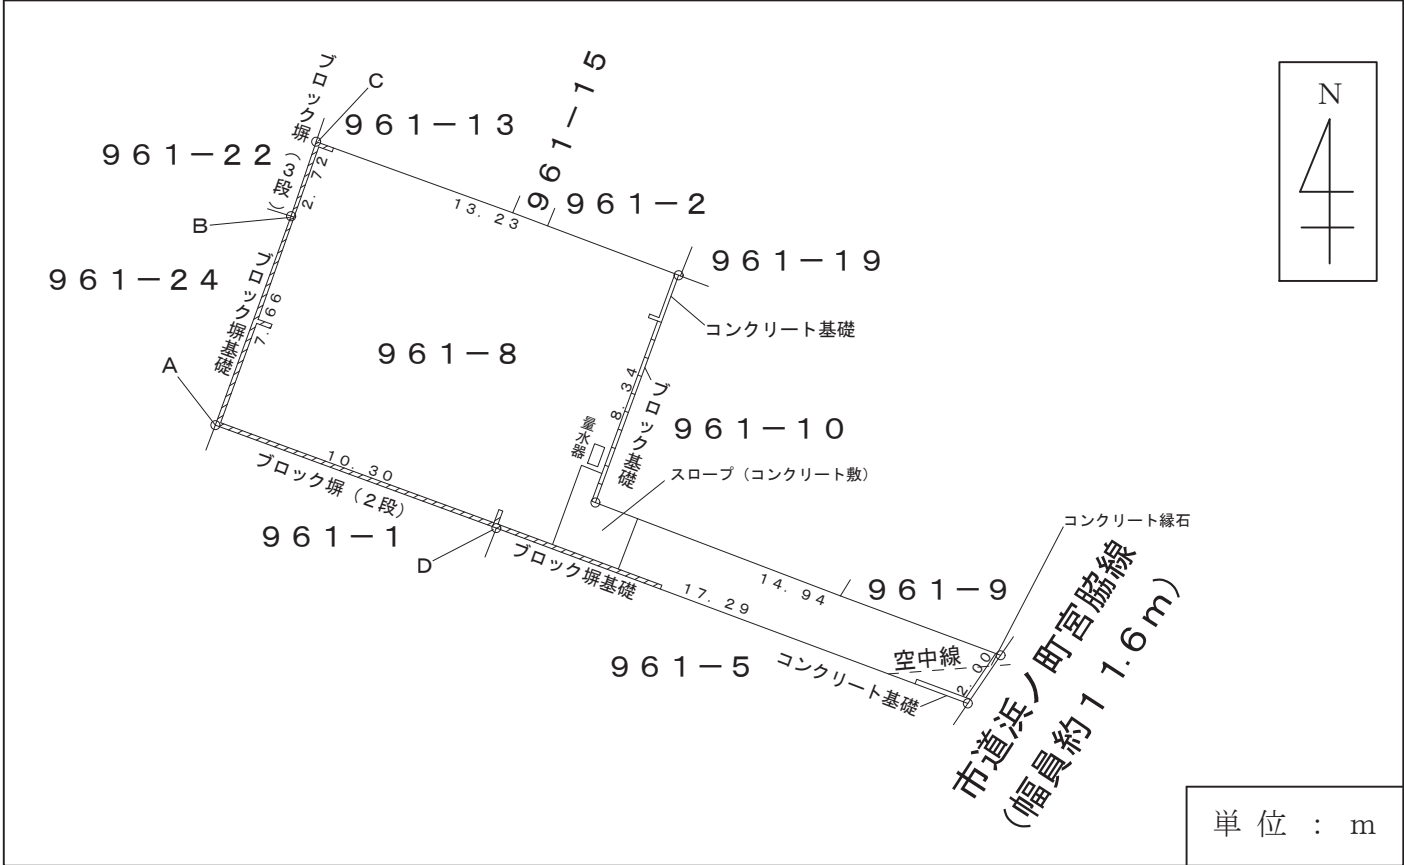 N
C
ブロック塀(3段)
961-13
961-15
961-22
2.72
13.23
961-2
B
961-19
961-24
ブロック塀基礎
7.66
コンクリート基礎
961-8
A
8.34
ブロック基礎
961-10
量水器
スロープ(コンクリート敷)
10.30
ブロック塀(2段)
961-1
D
コンクリート縁石
ブロック塀基礎
17.29
14.94
961-9
961-5
空中線
2.00
コンクリート基礎
市道浜ノ町宮脇線
(幅員約11.6m)
単位:m